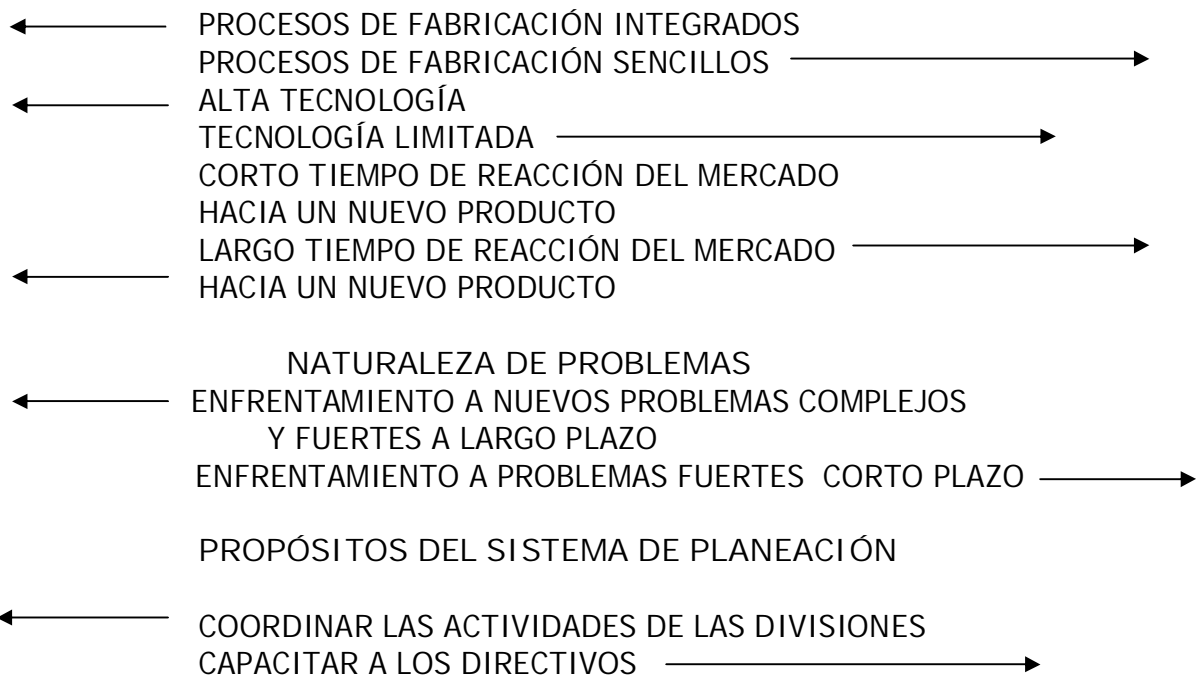 PROCESOS DE FABRICACIÓN INTEGRADOS
PROCESOS DE FABRICACIÓN SENCILLOS
ALTA TECNOLOGÍA
TECNOLOGÍA LIMITADA
CORTO TIEMPO DE REACCIÓN DEL MERCADO
HACIA UN NUEVO PRODUCTO
LARGO TIEMPO DE REACCIÓN DEL MERCADO
HACIA UN NUEVO PRODUCTO
NATURALEZA DE PROBLEMAS
ENFRENTAMIENTO A NUEVOS PROBLEMAS COMPLEJOS
Y FUERTES A LARGO PLAZO
ENFRENTAMIENTO A PROBLEMAS FUERTES CORTO PLAZO
PROPÓSITOS DEL SISTEMA DE PLANEACIÓN
COORDINAR LAS ACTIVIDADES DE LAS DIVISIONES
CAPACITAR A LOS DIRECTIVOS